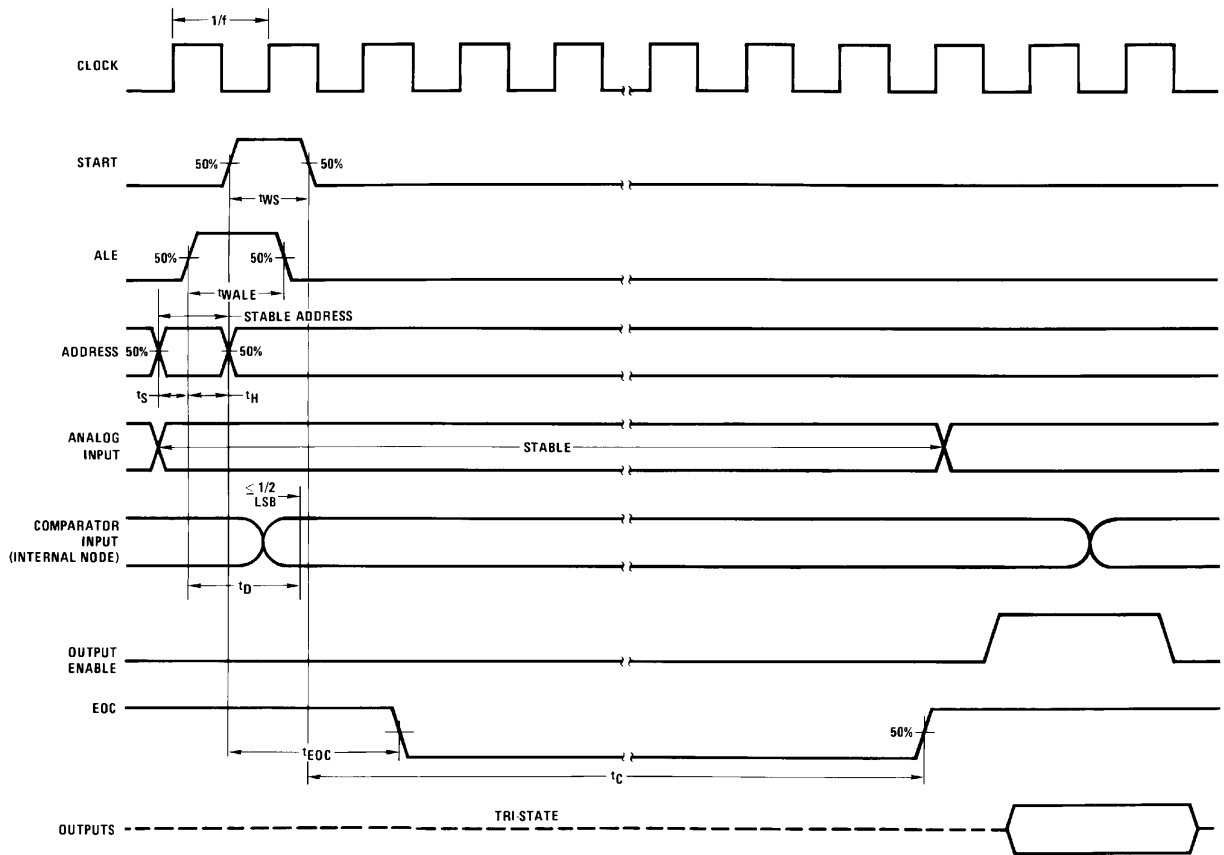 1/f
CLOCK
START
50%
50%
tWS
ALE
50%
50%
tWALE
STABLE ADDRESS
ADDRESS
50%
50%
tS
tH
ANALOG
INPUT
STABLE
≤ 1/2
LSB
COMPARATOR
INPUT
(INTERNAL NODE)
tD
OUTPUT
ENABLE
EOC
50%
tEOC
tC
TRI-STATE
OUTPUTS